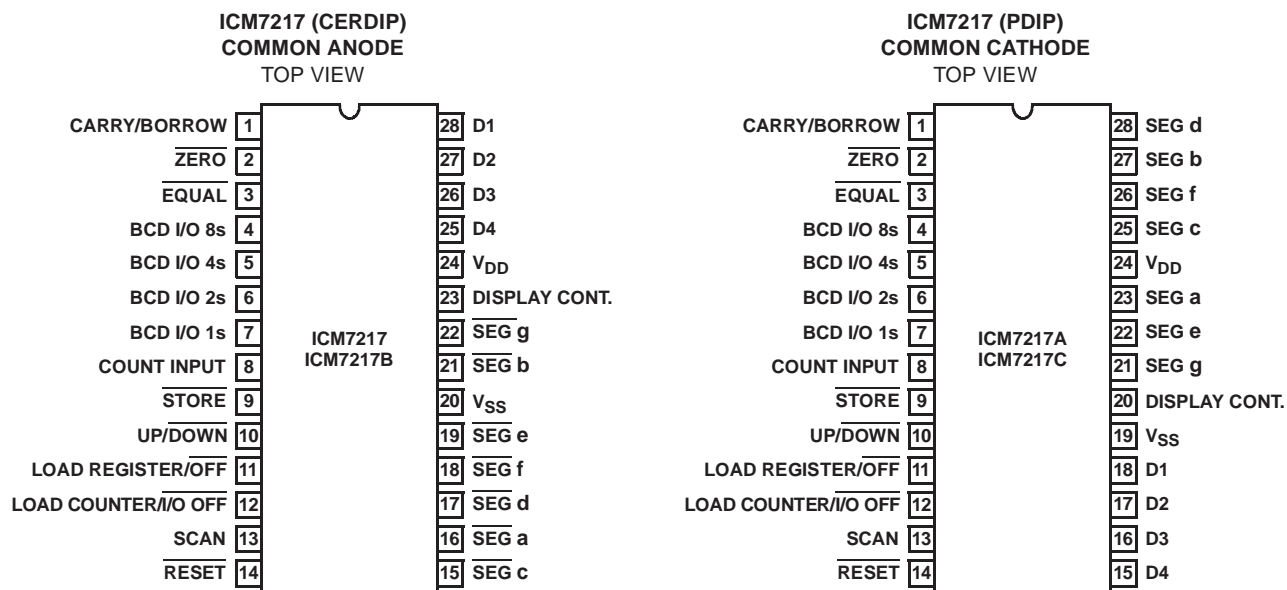 ICM7217 (CERDIP)
COMMON ANODE
TOP VIEW
CARRY/BORROW 1
ZERO 2
EQUAL 3
BCD I/O 8s 4
BCD I/O 4s 5
BCD I/O 2s 6
BCD I/O 1s 7
COUNT INPUT 8
STORE 9
UP/DOWN 10
LOAD REGISTER/OFF 11
LOAD COUNTER/I/O OFF 12
SCAN 13
RESET 14
ICM7217
ICM7217B
28 D1
27 D2
26 D3
25 D4
24 VDD
23 DISPLAY CONT.
22 SEG g
21 SEG b
20 VSS
19 SEG e
18 SEG f
17 SEG d
16 SEG a
15 SEG c
ICM7217 (PDIP)
COMMON CATHODE
TOP VIEW
CARRY/BORROW 1
ZERO 2
EQUAL 3
BCD I/O 8s 4
BCD I/O 4s 5
BCD I/O 2s 6
BCD I/O 1s 7
COUNT INPUT 8
STORE 9
UP/DOWN 10
LOAD REGISTER/OFF 11
LOAD COUNTER/I/O OFF 12
SCAN 13
RESET 14
ICM7217A
ICM7217C
28 SEG d
27 SEG b
26 SEG f
25 SEG c
24 VDD
23 SEG a
22 SEG e
21 SEG g
20 DISPLAY CONT.
19 VSS
18 D1
17 D2
16 D3
15 D4